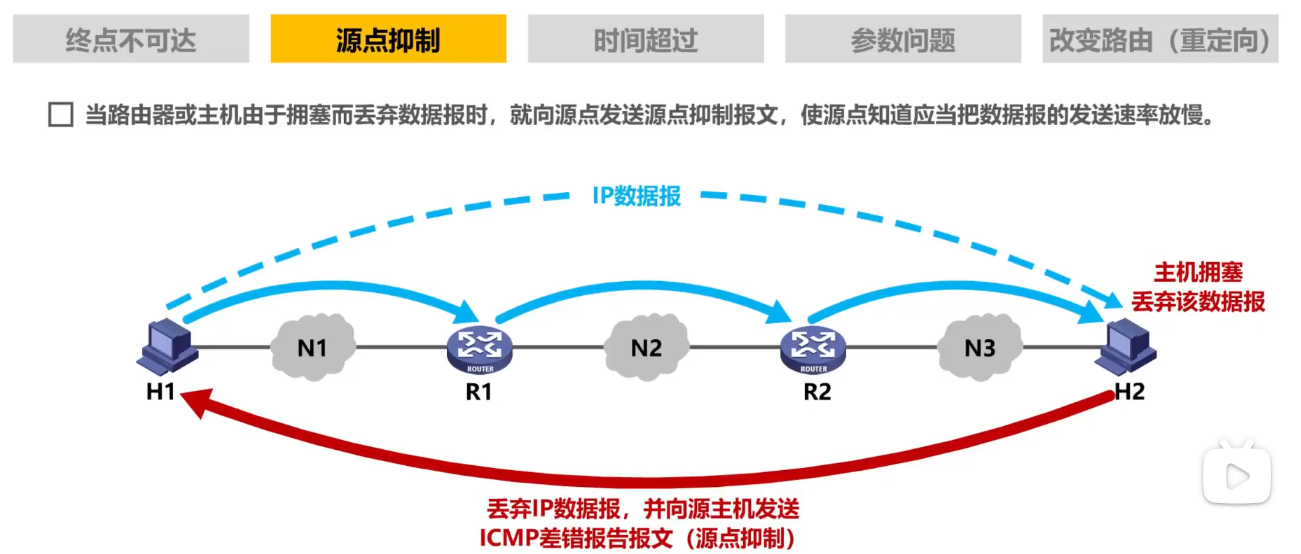 终点不可达
源点抑制
时间超过
参数问题
改变路由（重定向）
当路由器或主机由于拥塞而丢弃数据报时，就向源点发送源点抑制报文，使源点知道应当把数据报的发送速率放慢。
IP数据报
主机拥塞
丢弃该数据报
N1
N2
N3
ROUTER
ROUTER
H1
R1
R2
H2
丢弃IP数据报，并向源主机发送
ICMP差错报告报文（源点抑制）